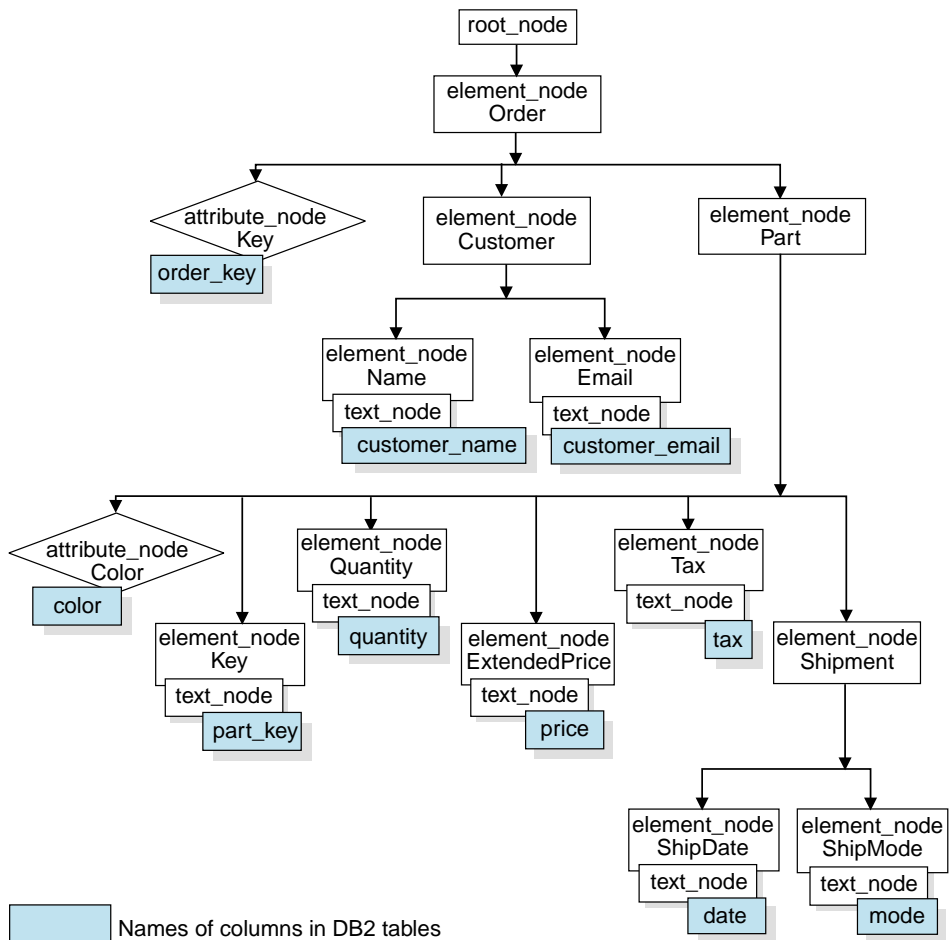 root_node
element_node
Order
attribute_node
Key
order_key
element_node
Customer
element_node
Part
element_node
Name
text_node
customer_name
element_node
Email
text_node
customer_email
attribute_node
Color
color
element_node
Key
text_node
part_key
element_node
Quantity
text_node
quantity
element_node
ExtendedPrice
text_node
price
element_node
Tax
text_node
tax
element_node
Shipment
element_node
ShipDate
text_node
date
element_node
ShipMode
text_node
mode
Names of columns in DB2 tables